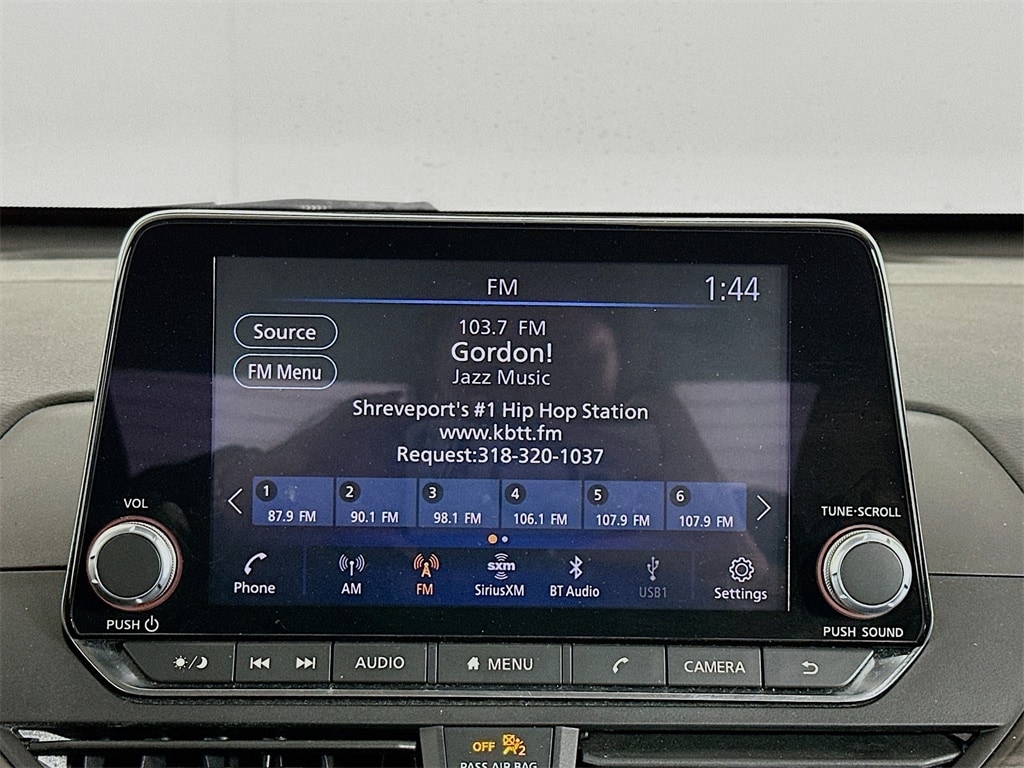 FM 1:44
Source
FM Menu
103.7 FM
Gordon!
Jazz Music
Shreveport's #1 Hip Hop Station
www.kbtt.fm
Request:318-320-1037
1 2 3 4 5 6
87.9 FM 90.1 FM 98.1 FM 106.1 FM 107.9 FM 107.9 FM
sxm
Phone AM FM SiriusXM BT Audio USB1 Settings
VOL
PUSH
TUNE·SCROLL
PUSH SOUND
AUDIO MENU CAMERA
OFF 2
PASS AIR BAG